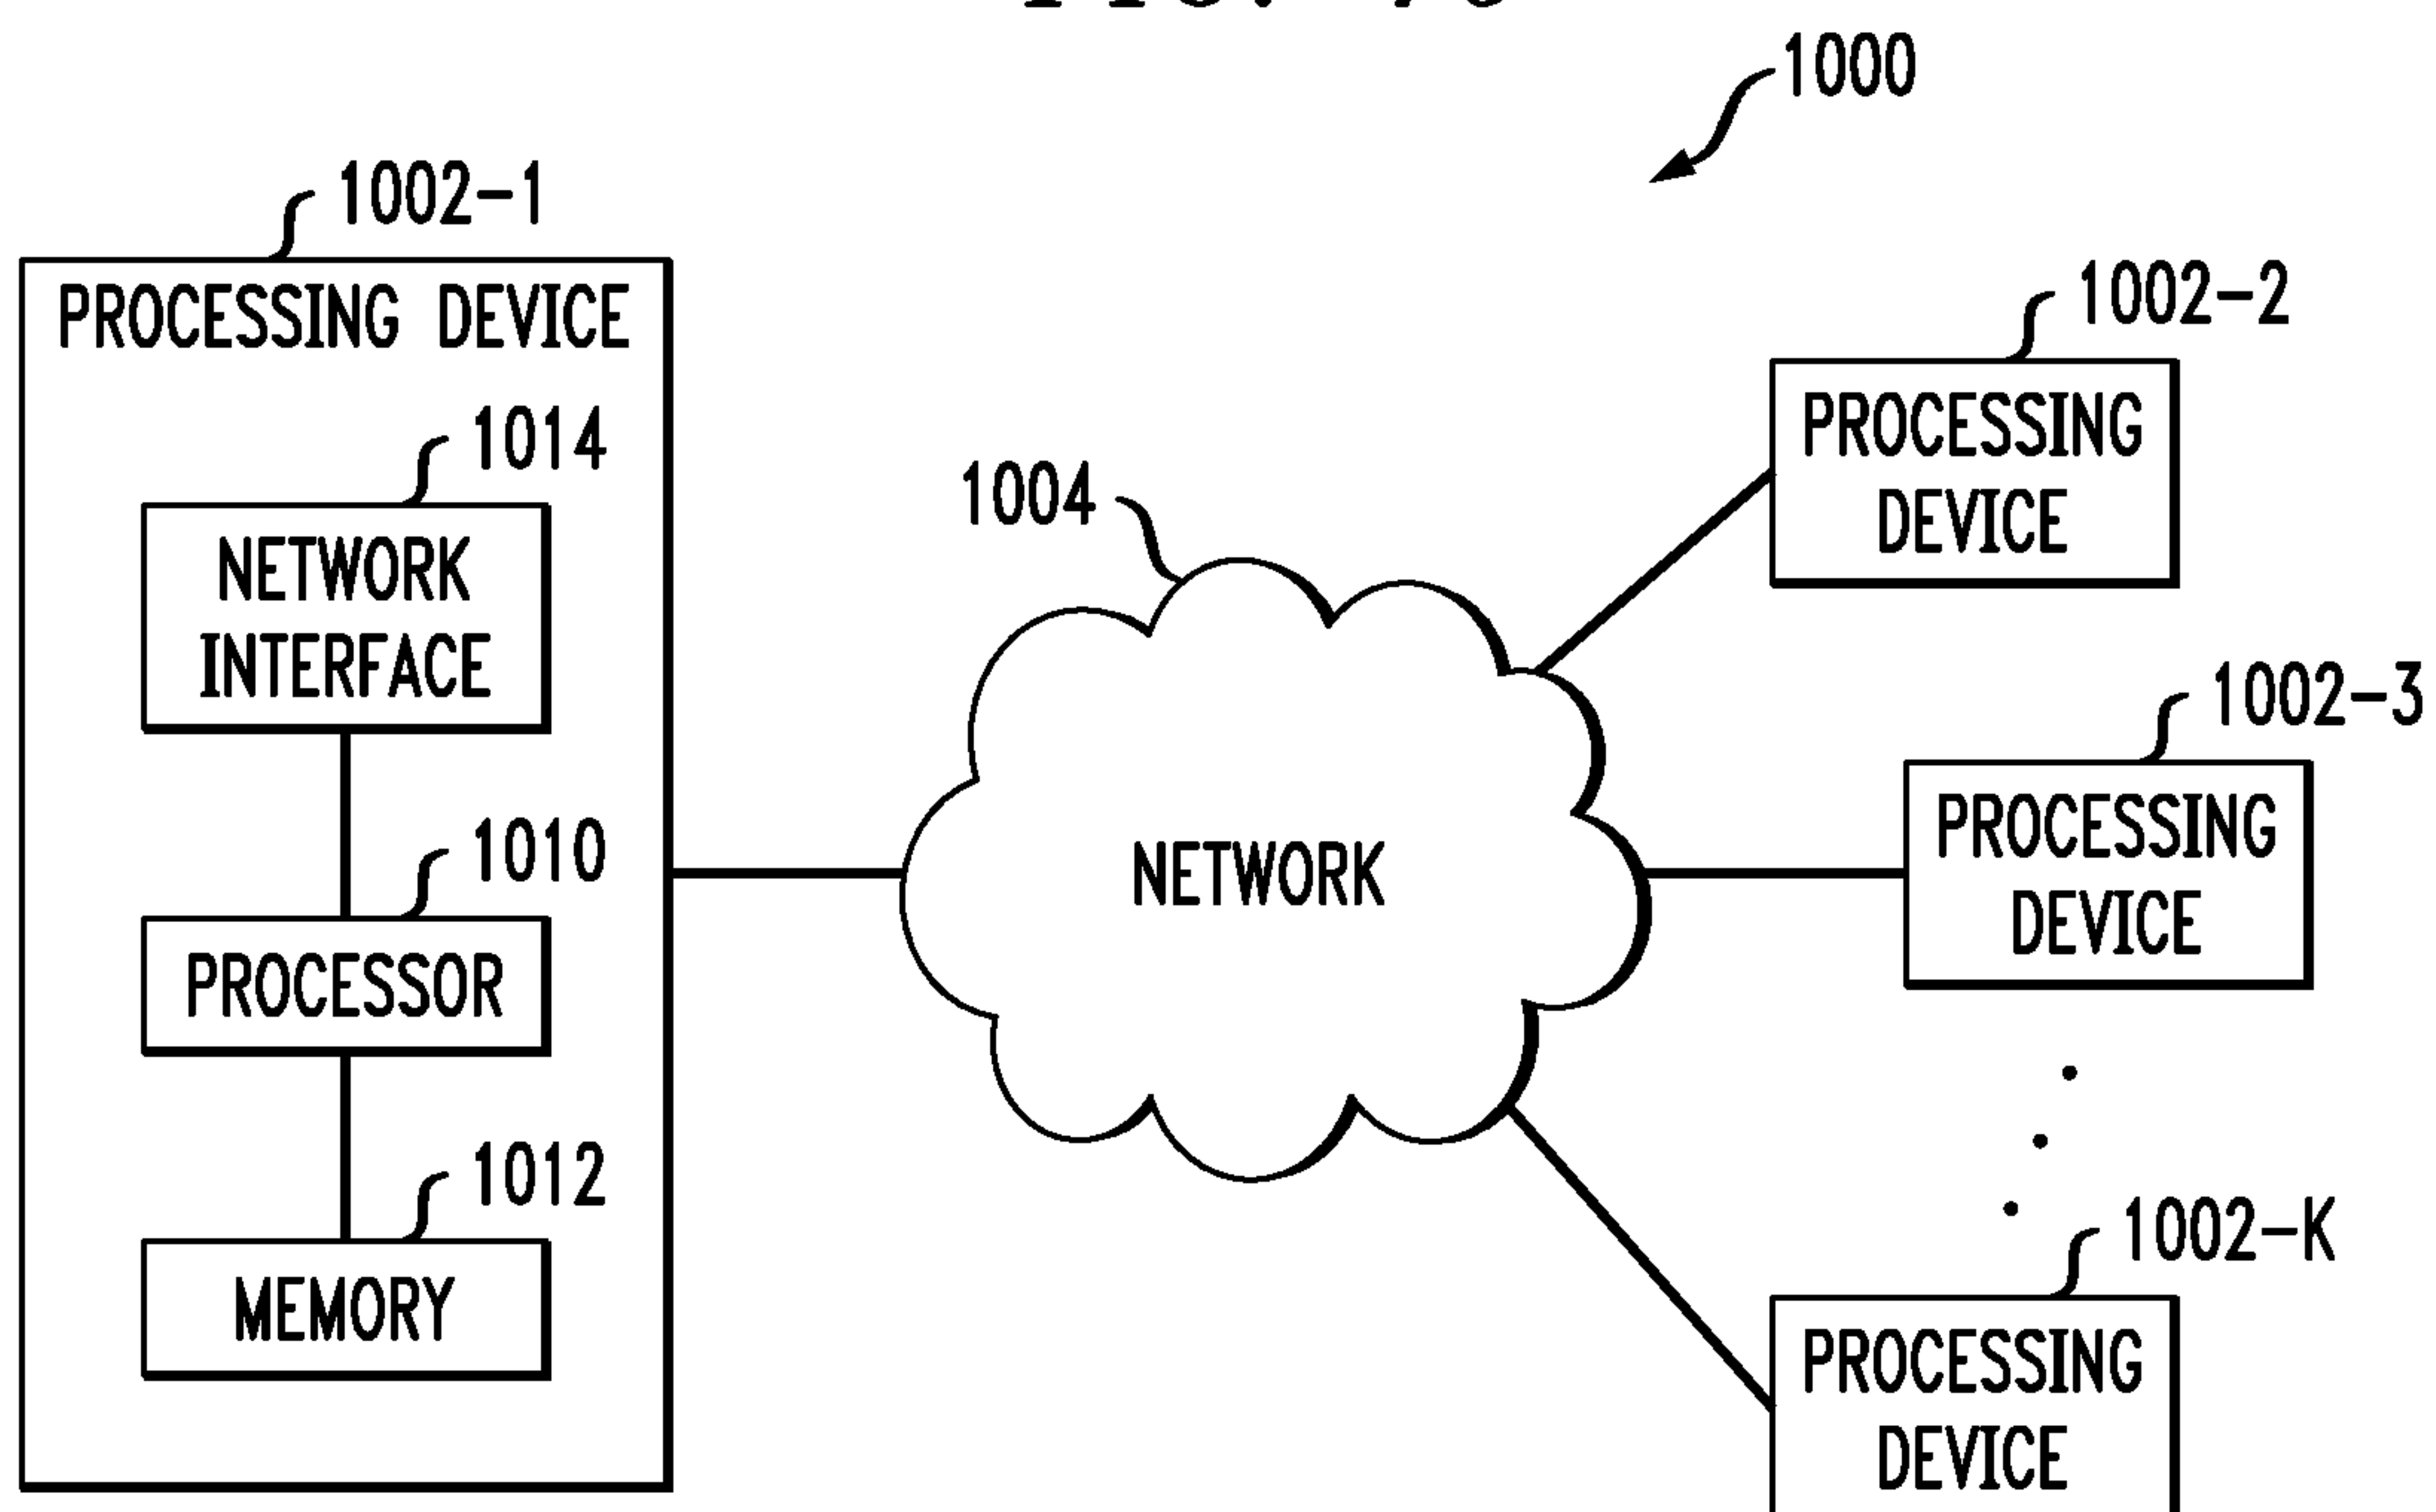 1000
1002-1
PROCESSING DEVICE
1014
NETWORK
INTERFACE
1010
PROCESSOR
1012
MEMORY
1004
NETWORK
1002-2
PROCESSING
DEVICE
1002-3
PROCESSING
DEVICE
1002-K
PROCESSING
DEVICE